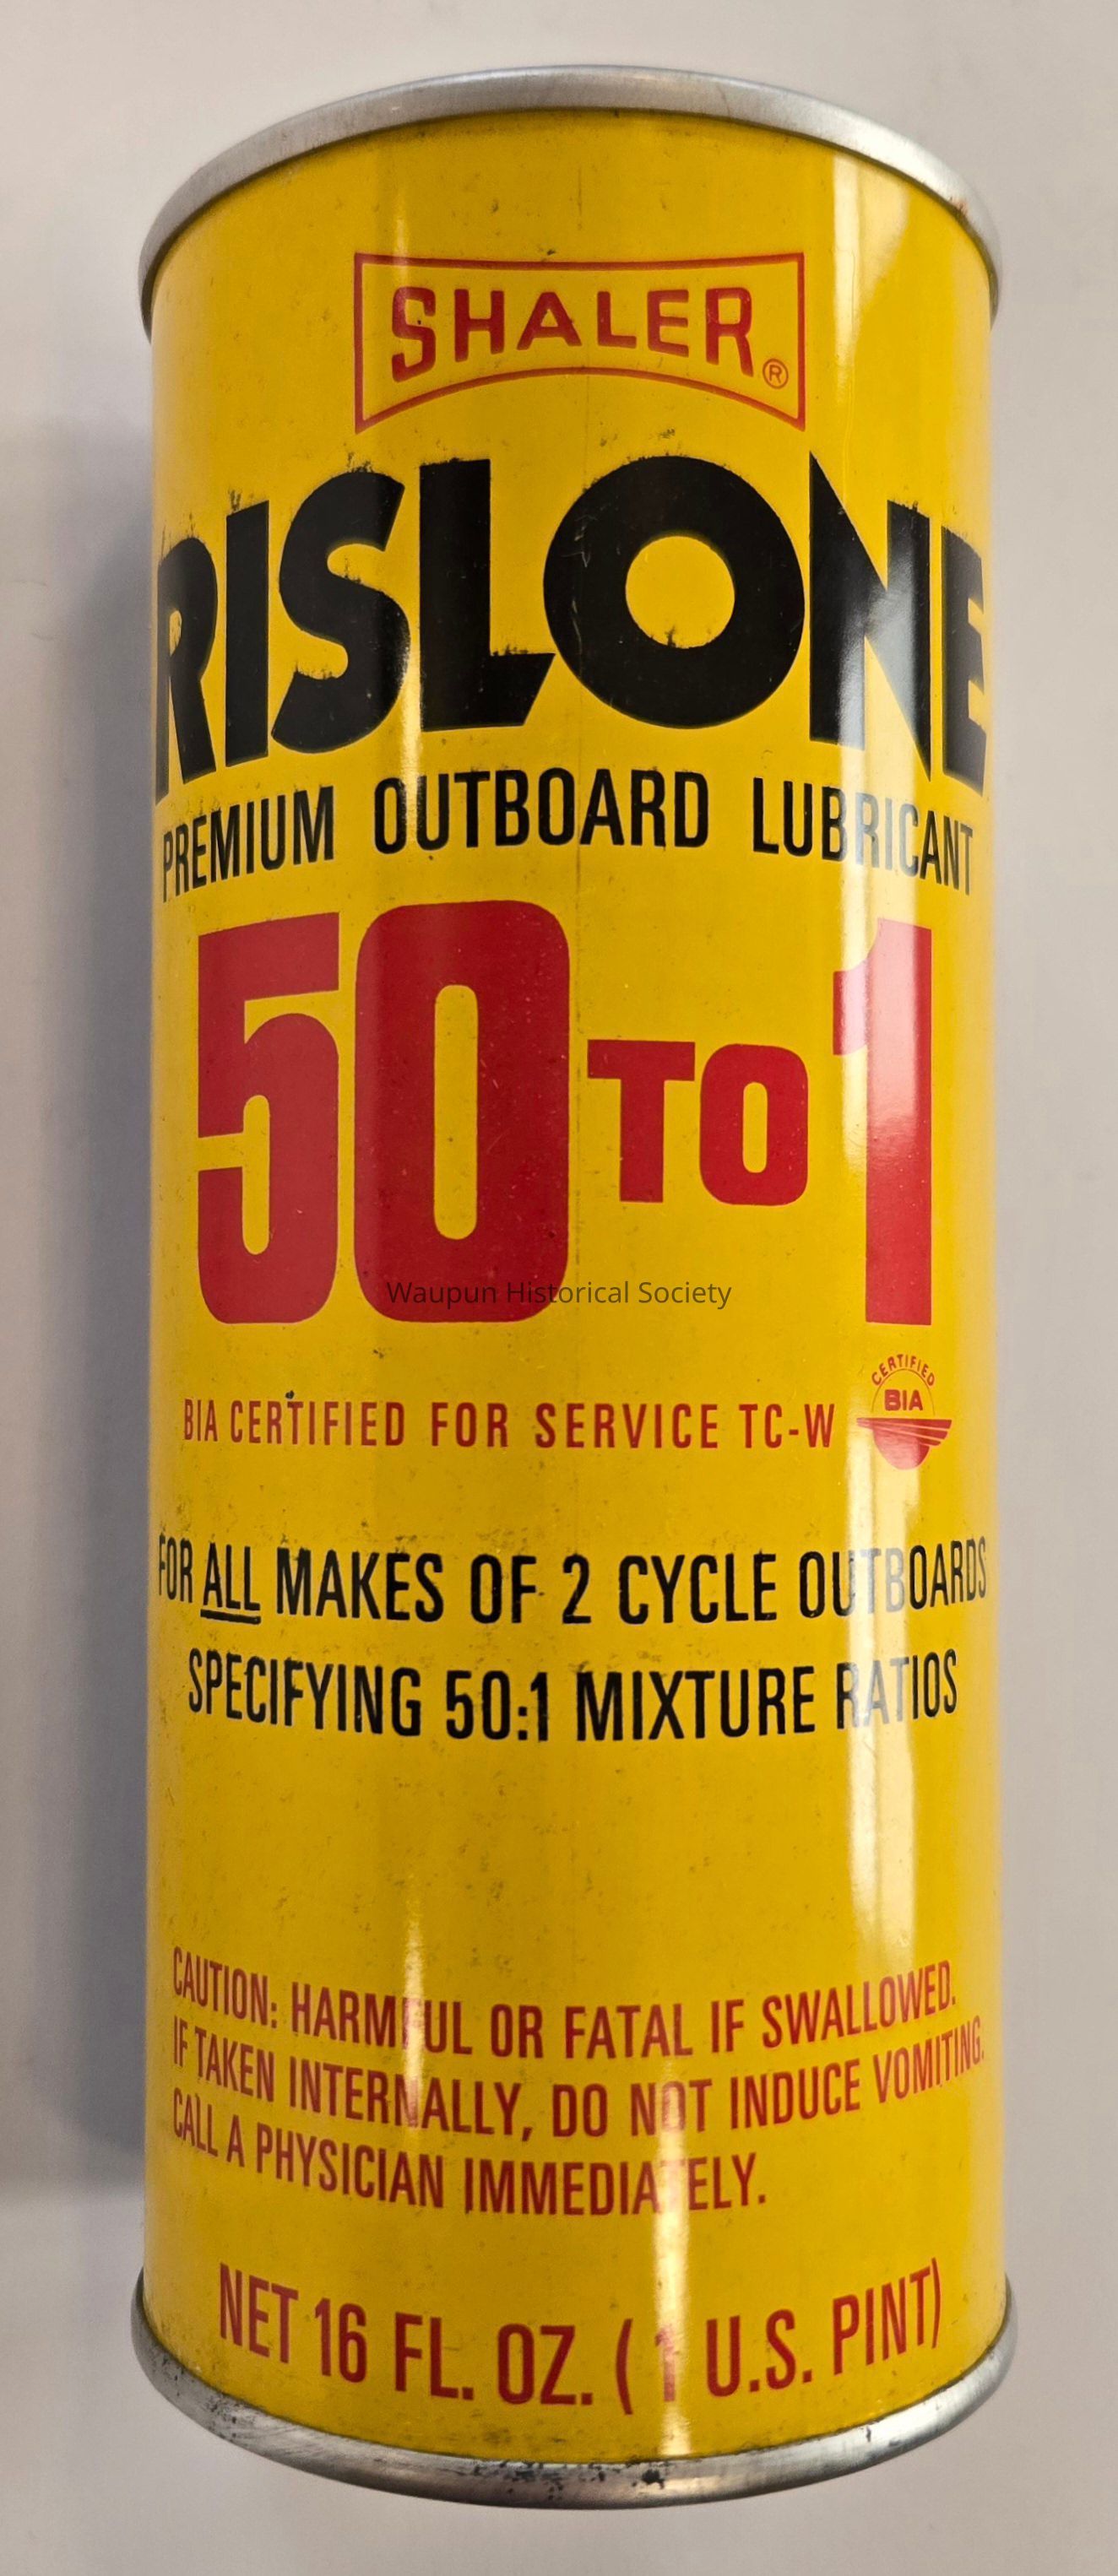 SHALER®
RISLONE
PREMIUM OUTBOARD LUBRICANT
50 TO 1
Waupun Historical Society
CERTIFIED
BIA
BIA CERTIFIED FOR SERVICE TC-W
FOR ALL MAKES OF 2 CYCLE OUTBOARDS
SPECIFYING 50:1 MIXTURE RATIOS
CAUTION: HARMFUL OR FATAL IF SWALLOWED.
IF TAKEN INTERNALLY, DO NOT INDUCE VOMITING.
CALL A PHYSICIAN IMMEDIATELY.
NET 16 FL. OZ. (1 U.S. PINT)